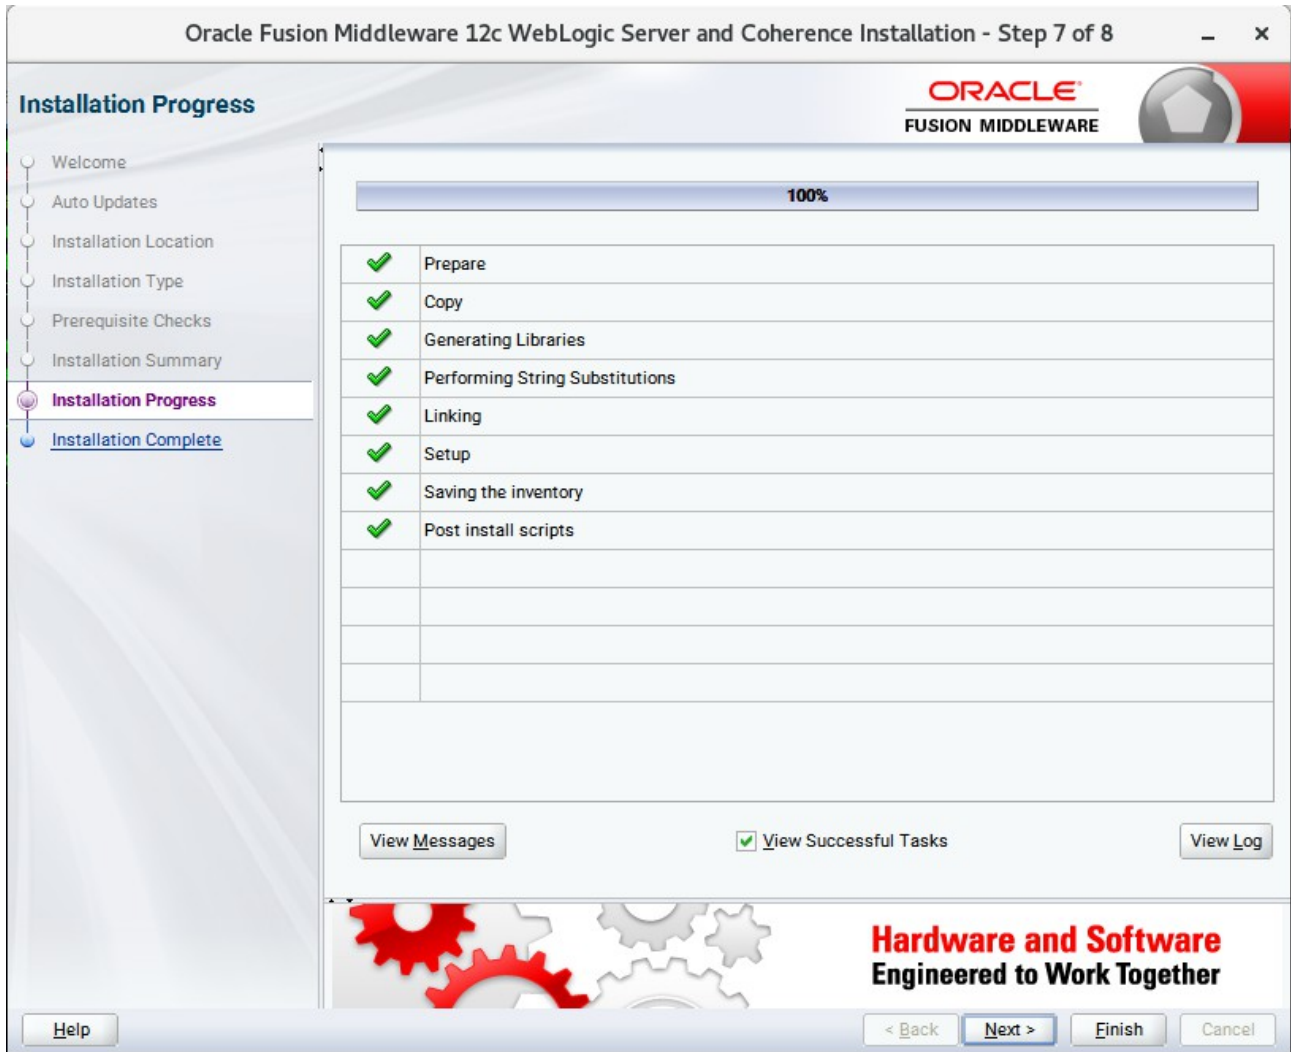 Oracle Fusion Middleware 12c WebLogic Server and Coherence Installation - Step 7 of 8
Installation Progress
ORACLE
FUSION MIDDLEWARE
Welcome
Auto Updates
Installation Location
Installation Type
Prerequisite Checks
Installation Summary
Installation Progress
Installation Complete
100%
Prepare
Copy
Generating Libraries
Performing String Substitutions
Linking
Setup
Saving the inventory
Post install scripts
View Messages
View Successful Tasks
View Log
Hardware and Software
Engineered to Work Together
Help
< Back
Next >
Finish
Cancel